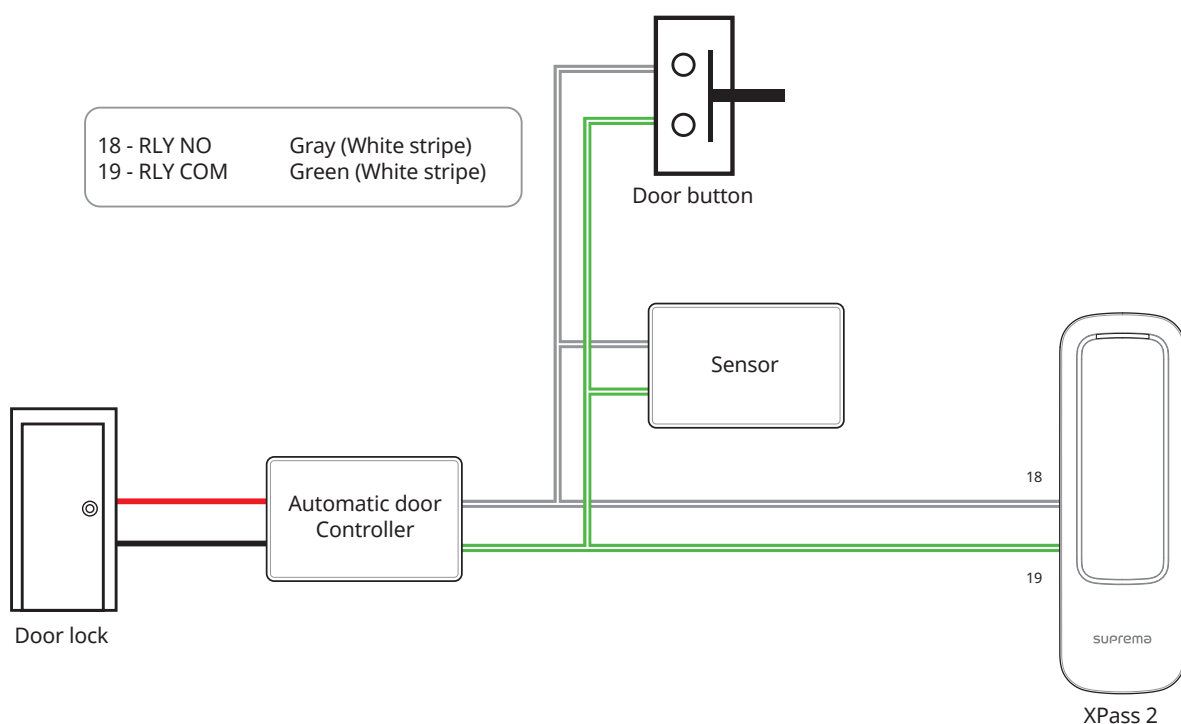 18 - RLY NO Gray (White stripe)
19 - RLY COM Green (White stripe)
Door button
Sensor
18
Automatic door
Controller
19
Door lock
suprema
XPass 2